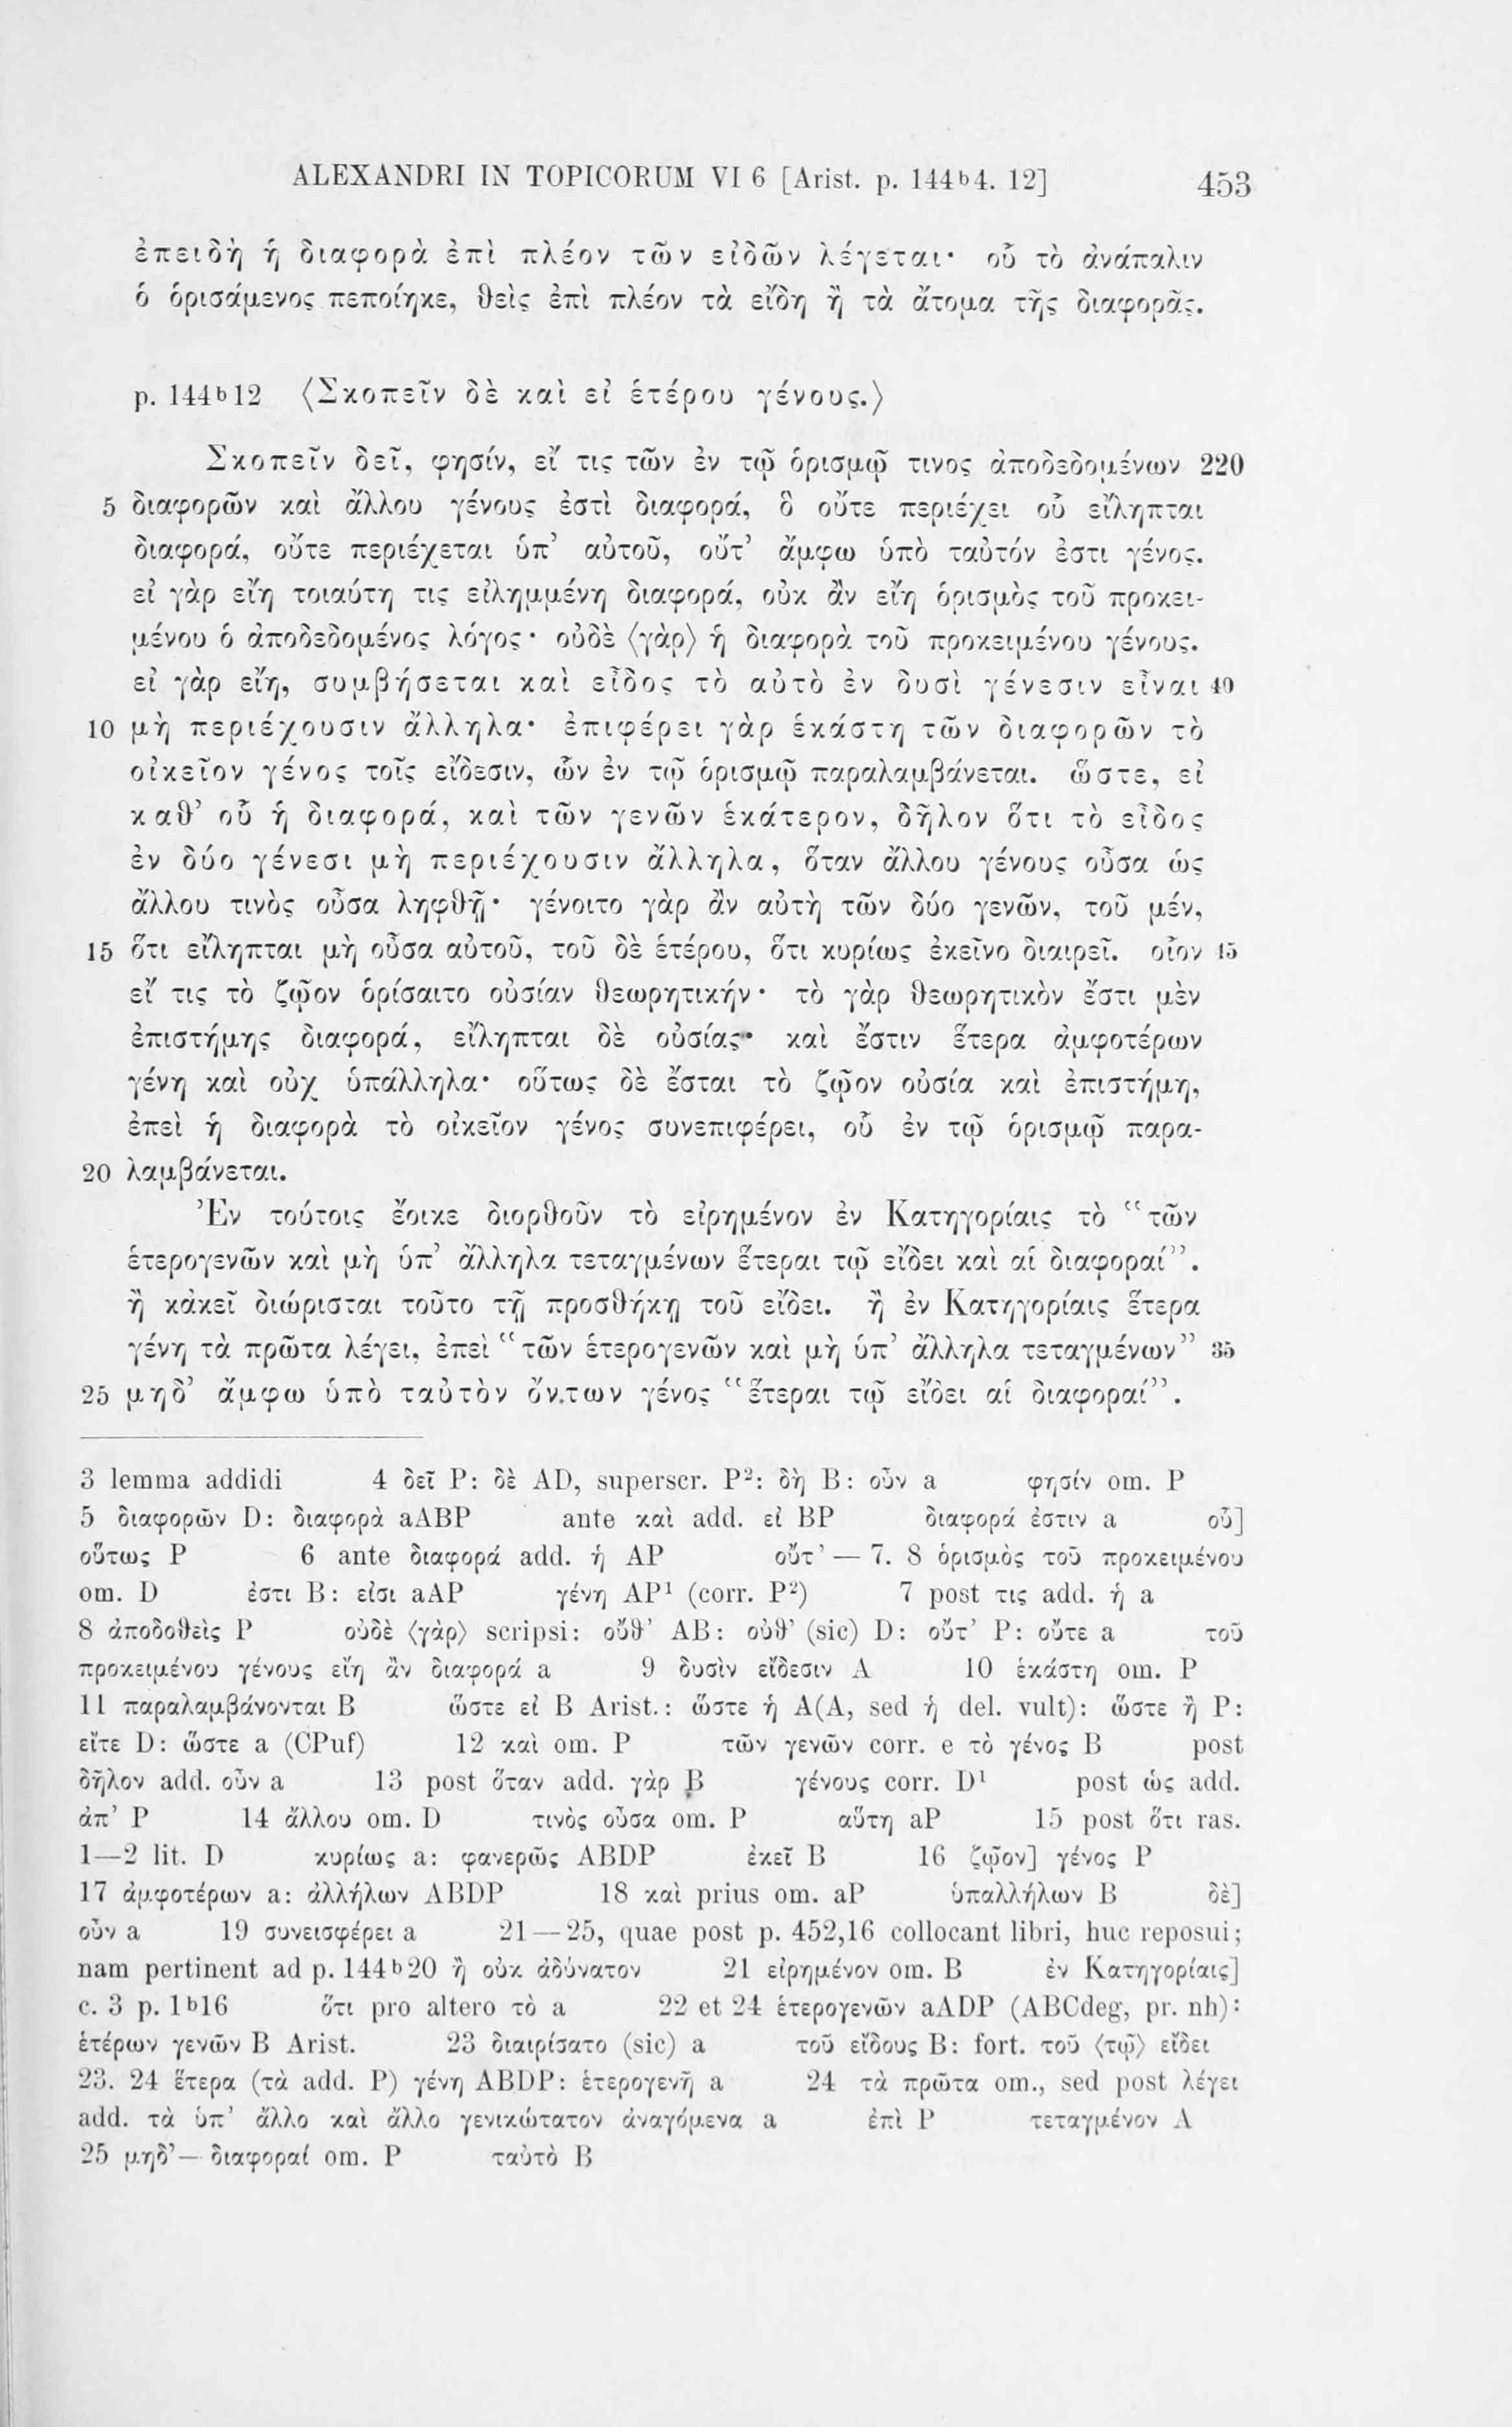 ALEXANDRI IN TOPICORUM VI 6 [Arist. p. 144b4. 12] 453
ἐπειδὴ ἡ διαφορὰ ἐπὶ πλέον τῶν εἰδῶν λέγεται· οὗ τὸ ἀνάπαλιν
ὁ ὁρισάμενος πεποίηκε, θεὶς ἐπὶ πλέον τὰ εἴδη ἢ τὰ ἄτομα τῆς διαφορᾶς.
p. 144b12 ⟨Σκοπεῖν δὲ καὶ εἰ ἑτέρου γένους.⟩
Σκοπεῖν δεῖ, φησίν, εἴ τις τῶν ἐν τῷ ὁρισμῷ τινος ἀποδεδομένων 220
5 διαφορῶν καὶ ἄλλου γένους ἐστὶ διαφορά, ὃ οὔτε περιέχει οὗ εἴληπται
διαφορά, οὔτε περιέχεται ὑπ’ αὐτοῦ, οὔτ’ ἄμφω ὑπὸ ταὐτόν ἐστι γένος.
εἰ γὰρ εἴη τοιαύτη τις εἰλημμένη διαφορά, οὐκ ἂν εἴη ὁρισμὸς τοῦ προκει-
μένου ὁ ἀποδεδομένος λόγος· οὐδὲ ⟨γὰρ⟩ ἡ διαφορὰ τοῦ προκειμένου γένους.
εἰ γὰρ εἴη, συμβήσεται καὶ εἶδος τὸ αὐτὸ ἐν δυσὶ γένεσιν εἶναι 40
10 μὴ περιέχουσιν ἄλληλα· ἐπιφέρει γὰρ ἑκάστη τῶν διαφορῶν τὸ
οἰκεῖον γένος τοῖς εἴδεσιν, ὧν ἐν τῷ ὁρισμῷ παραλαμβάνεται. ὥστε, εἰ
καθ’ οὗ ἡ διαφορά, καὶ τῶν γενῶν ἑκάτερον, δῆλον ὅτι τὸ εἶδος
ἐν δύο γένεσι μὴ περιέχουσιν ἄλληλα, ὅταν ἄλλου γένους οὖσα ὡς
ἄλλου τινὸς οὖσα ληφθῇ· γένοιτο γὰρ ἂν αὐτὴ τῶν δύο γενῶν, τοῦ μέν,
15 ὅτι εἴληπται μὴ οὖσα αὐτοῦ, τοῦ δὲ ἑτέρου, ὅτι κυρίως ἐκεῖνο διαιρεῖ. οἷον 45
εἴ τις τὸ ζῷον ὁρίσαιτο οὐσίαν θεωρητικήν· τὸ γὰρ θεωρητικὸν ἔστι μὲν
ἐπιστήμης διαφορά, εἴληπται δὲ οὐσίας· καὶ ἔστιν ἕτερα ἀμφοτέρων
γένη καὶ οὐχ ὑπάλληλα· οὕτως δὲ ἔσται τὸ ζῷον οὐσία καὶ ἐπιστήμη,
ἐπεὶ ἡ διαφορὰ τὸ οἰκεῖον γένος συνεπιφέρει, οὗ ἐν τῷ ὁρισμῷ παρα-
20 λαμβάνεται.
Ἐν τούτοις ἔοικε διορθοῦν τὸ εἰρημένον ἐν Κατηγορίαις τὸ “τῶν
ἑτερογενῶν καὶ μὴ ὑπ’ ἄλληλα τεταγμένων ἕτεραι τῷ εἴδει καὶ αἱ διαφοραί”.
ἢ κἀκεῖ διώρισται τοῦτο τῇ προσθήκῃ τοῦ εἴδει. ἢ ἐν Κατηγορίαις ἕτερα
γένη τὰ πρῶτα λέγει, ἐπεὶ “τῶν ἑτερογενῶν καὶ μὴ ὑπ’ ἄλληλα τεταγμένων” 35
25 μηδ’ ἄμφω ὑπὸ ταὐτὸν ὄντων γένος “ἕτεραι τῷ εἴδει αἱ διαφοραί”.
3 lemma addidi 4 δεῖ P: δὲ AD, superscr. P²: δὴ B: οὖν a φησίν om. P
5 διαφορῶν D: διαφορὰ aABP ante καὶ add. εἰ BP διαφορά ἐστιν a οὗ]
οὕτως P 6 ante διαφορά add. ἡ AP οὔτ’ — 7. 8 ὁρισμὸς τοῦ προκειμένου
om. D ἐστι B: εἰσι aAP γένη AP¹ (corr. P²) 7 post τις add. ἡ a
8 ἀποδοθεὶς P οὐδὲ ⟨γὰρ⟩ scripsi: οὔθ’ AB: οὐθ’ (sic) D: οὔτ’ P: οὔτε a τοῦ
προκειμένου γένους εἴη ἂν διαφορά a 9 δυσὶν εἴδεσιν A 10 ἑκάστη om. P
11 παραλαμβάνονται B ὥστε εἰ B Arist.: ὥστε ἡ A(A, sed ἡ del. vult): ὥστε ἢ P:
εἴτε D: ὥστε a (CPuf) 12 καὶ om. P τῶν γενῶν corr. e τὸ γένος B post
δῆλον add. οὖν a 13 post ὅταν add. γὰρ B γένους corr. D¹ post ὡς add.
ἀπ’ P 14 ἄλλου om. D τινὸς οὖσα om. P αὕτη aP 15 post ὅτι ras.
1—2 lit. D κυρίως a: φανερῶς ABDP ἐκεῖ B 16 ζῷον] γένος P
17 ἀμφοτέρων a: ἀλλήλων ABDP 18 καὶ prius om. aP ὑπαλλήλων B δὲ]
οὖν a 19 συνεισφέρει a 21—25, quae post p. 452,16 collocant libri, huc reposui;
nam pertinent ad p. 144b20 ἢ οὐκ ἀδύνατον 21 εἰρημένον om. B ἐν Κατηγορίαις]
c. 3 p. 1b16 ὅτι pro altero τὸ a 22 et 24 ἑτερογενῶν aADP (ABCdeg, pr. nh):
ἑτέρων γενῶν B Arist. 23 διαιρίσατο (sic) a τοῦ εἴδους B: fort. τοῦ ⟨τῷ⟩ εἴδει
23. 24 ἕτερα (τὰ add. P) γένη ABDP: ἑτερογενῆ a 24 τὰ πρῶτα om., sed post λέγει
add. τὰ ὑπ’ ἄλλο καὶ ἄλλο γενικώτατον ἀναγόμενα a ἐπὶ P τεταγμένον A
25 μηδ’— διαφοραί om. P ταὐτὸ B